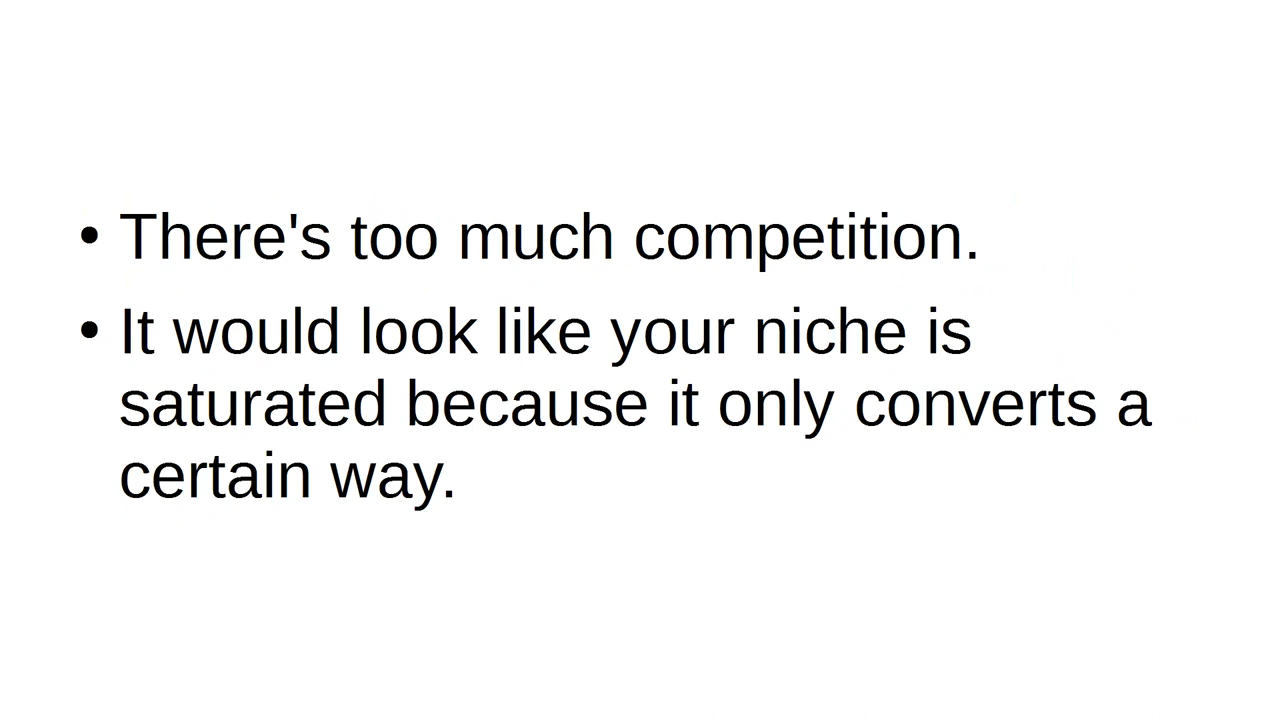 • There's too much competition.
• It would look like your niche is
saturated because it only converts a
certain way.